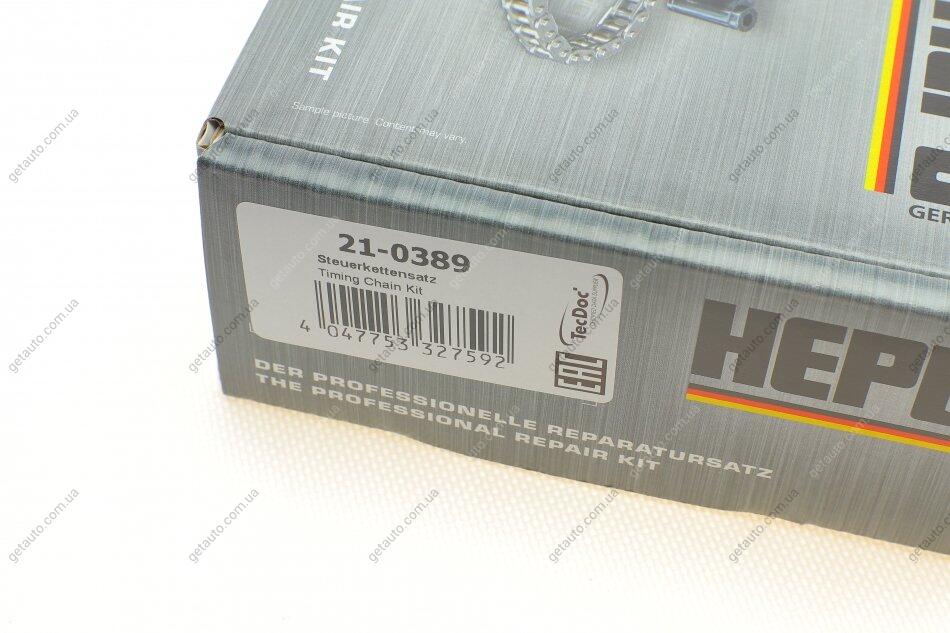 IR KIT
Sample picture. Content may vary.
GER
21-0389
Steuerkettensatz
Timing Chain Kit
4 047753 327592
TecDoc
EAC
HEP
DER PROFESSIONELLE REPARATURSATZ
THE PROFESSIONAL REPAIR KIT
getauto.com.ua